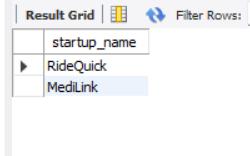 Result Grid Filter Rows:
startup_name
RideQuick
MediLink